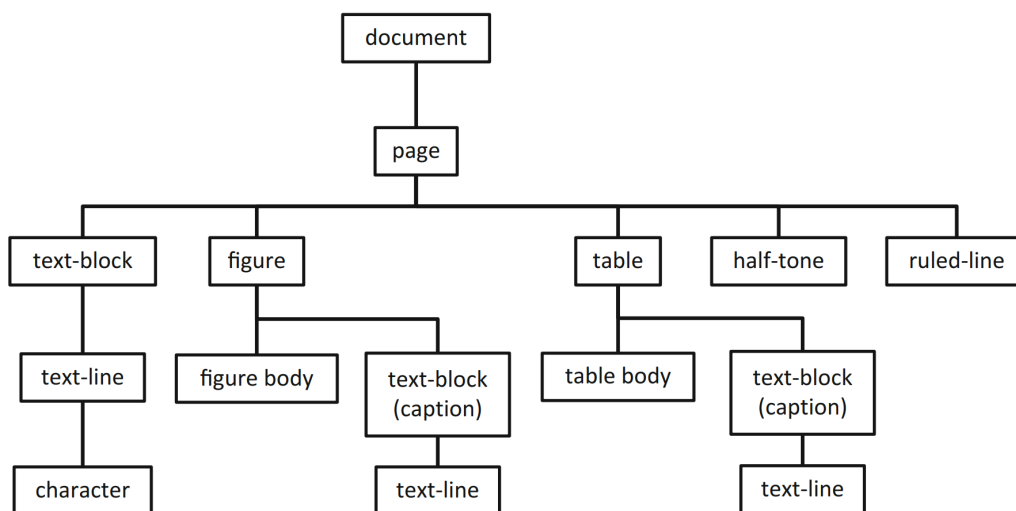 document
page
text-block
figure
table
half-tone
ruled-line
text-line
figure body
text-block
(caption)
table body
text-block
(caption)
character
text-line
text-line